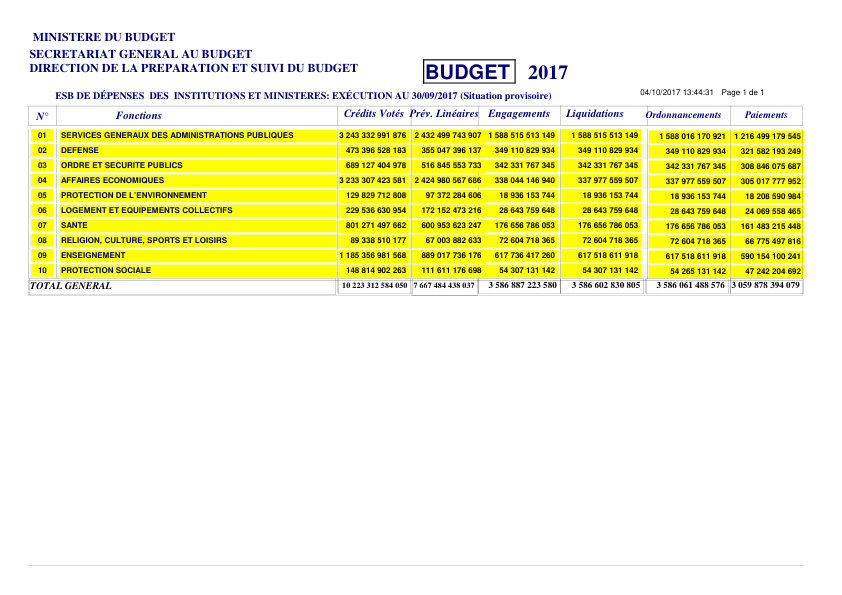 MINISTERE DU BUDGET
SECRETARIAT GENERAL AU BUDGET
DIRECTION DE LA PREPARATION ET SUIVI DU BUDGET
BUDGET 2017
04/10/2017 13:44:31 Page 1 de 1
ESB DE DÉPENSES DES INSTITUTIONS ET MINISTERES: EXÉCUTION AU 30/09/2017 (Situation provisoire)
N° Fonctions Crédits Votés Prév. Linéaires Engagements Liquidations Ordonnancements Paiements
01 SERVICES GENERAUX DES ADMINISTRATIONS PUBLIQUES 3 243 332 991 876 2 432 499 743 907 1 588 515 513 149 1 588 515 513 149 1 588 016 170 921 1 216 499 179 545
02 DEFENSE 473 396 528 183 355 047 396 137 349 110 829 934 349 110 829 934 349 110 829 934 321 582 193 249
03 ORDRE ET SECURITE PUBLICS 689 127 404 978 516 845 553 733 342 331 767 345 342 331 767 345 342 331 767 345 308 846 075 687
04 AFFAIRES ECONOMIQUES 3 233 307 423 581 2 424 980 567 686 338 044 146 940 337 977 559 507 337 977 559 507 305 017 777 952
05 PROTECTION DE L'ENVIRONNEMENT 129 829 712 808 97 372 284 606 18 936 153 744 18 936 153 744 18 936 153 744 18 208 590 984
06 LOGEMENT ET EQUIPEMENTS COLLECTIFS 229 536 630 954 172 152 473 216 28 643 759 648 28 643 759 648 28 643 759 648 24 069 558 465
07 SANTE 801 271 497 662 600 953 623 247 176 656 786 053 176 656 786 053 176 656 786 053 161 483 215 448
08 RELIGION, CULTURE, SPORTS ET LOISIRS 89 338 510 177 67 003 882 633 72 604 718 365 72 604 718 365 72 604 718 365 66 775 497 816
09 ENSEIGNEMENT 1 185 356 981 568 889 017 736 176 617 736 417 260 617 518 611 918 617 518 611 918 590 154 100 241
10 PROTECTION SOCIALE 148 814 902 263 111 611 176 698 54 307 131 142 54 307 131 142 54 265 131 142 47 242 204 692
TOTAL GENERAL 10 223 312 584 050 7 667 484 438 037 3 586 887 223 580 3 586 602 830 805 3 586 061 488 576 3 059 878 394 079